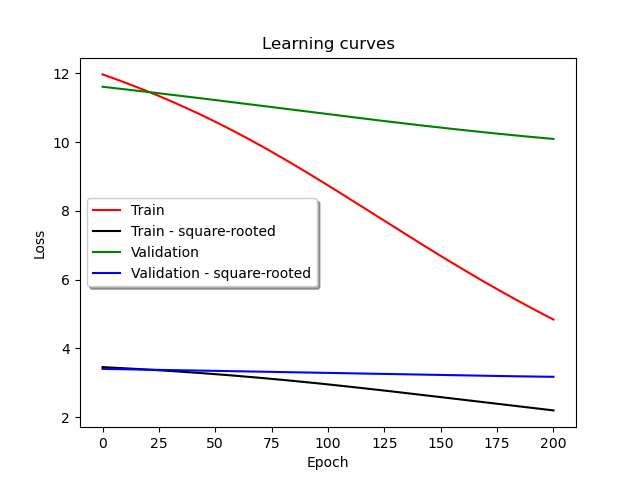 Learning curves
12
10
8
6
4
2
Loss
Train
Train - square-rooted
Validation
Validation - square-rooted
0 25 50 75 100 125 150 175 200
Epoch